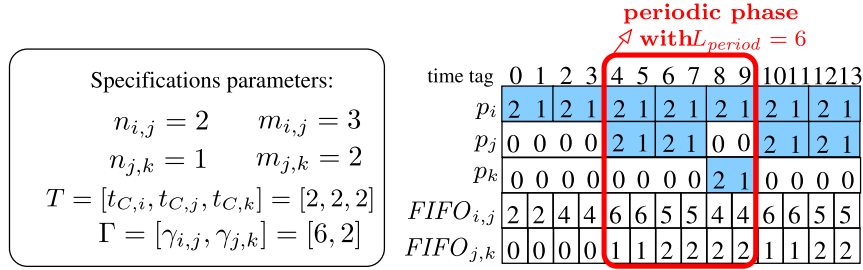 Specifications parameters:
n_{i,j} = 2 m_{i,j} = 3
n_{j,k} = 1 m_{j,k} = 2
T = [t_{C,i}, t_{C,j}, t_{C,k}] = [2, 2, 2]
Γ = [γ_{i,j}, γ_{j,k}] = [6, 2]
periodic phase
with L_{period} = 6
time tag 0 1 2 3 4 5 6 7 8 9 10 11 12 13
p_i 2 1 2 1 2 1 2 1 2 1 2 1 2 1
p_j 0 0 0 0 2 1 2 1 0 0 2 1 2 1
p_k 0 0 0 0 0 0 0 0 2 1 0 0 0 0
FIFO_{i,j} 2 2 4 4 6 6 5 5 4 4 6 6 5 5
FIFO_{j,k} 0 0 0 0 1 1 2 2 2 2 1 1 2 2